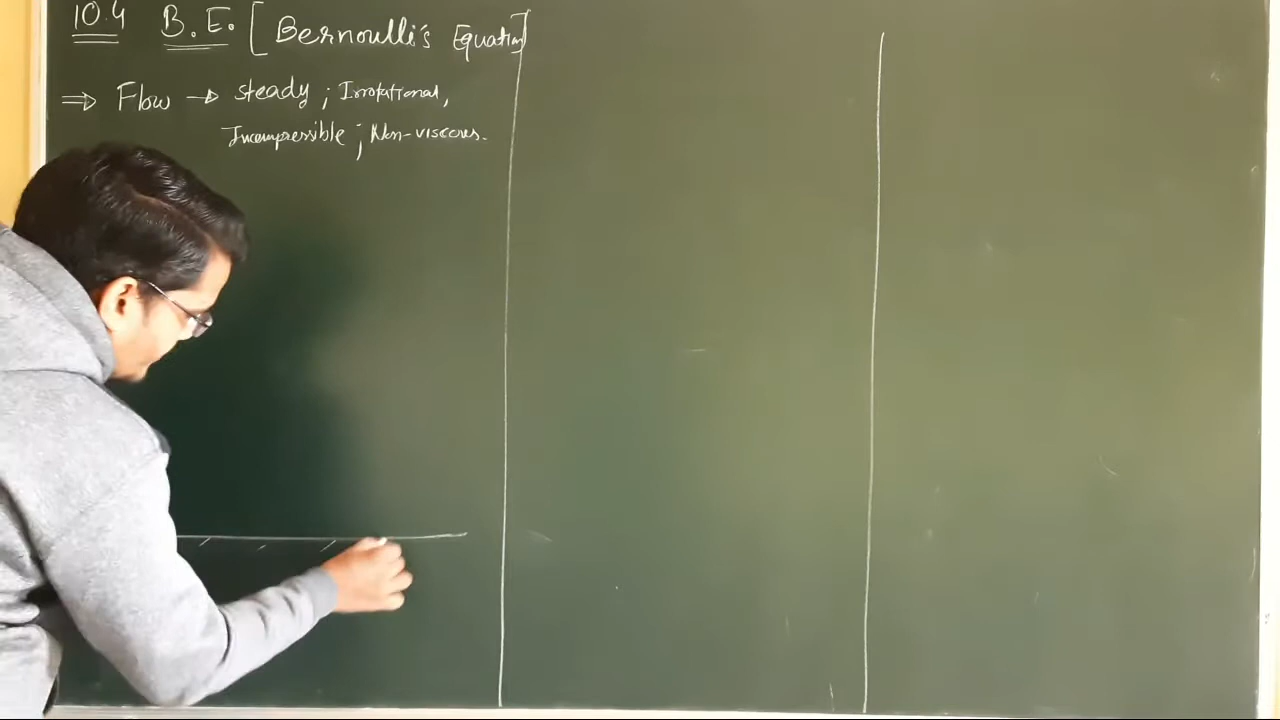 10.4 B.E. [Bernoulli's Equation]
⇒ Flow → steady ; Irrotational,
Incompressible ; Non-viscous.